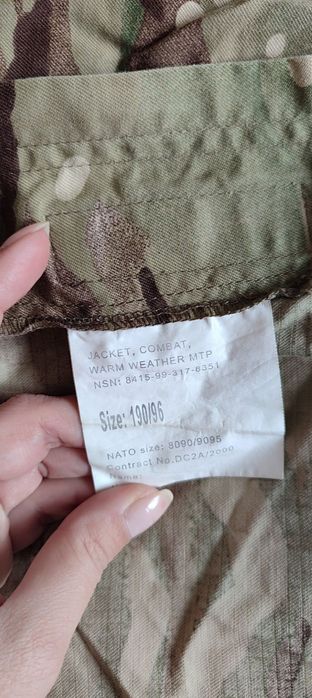 JACKET, COMBAT,
WARM WEATHER MTP
NSN: 8415-99-317-6351
Size: 190/96
NATO size: 8090/9095
Contract No.DC2A/2000
Name: